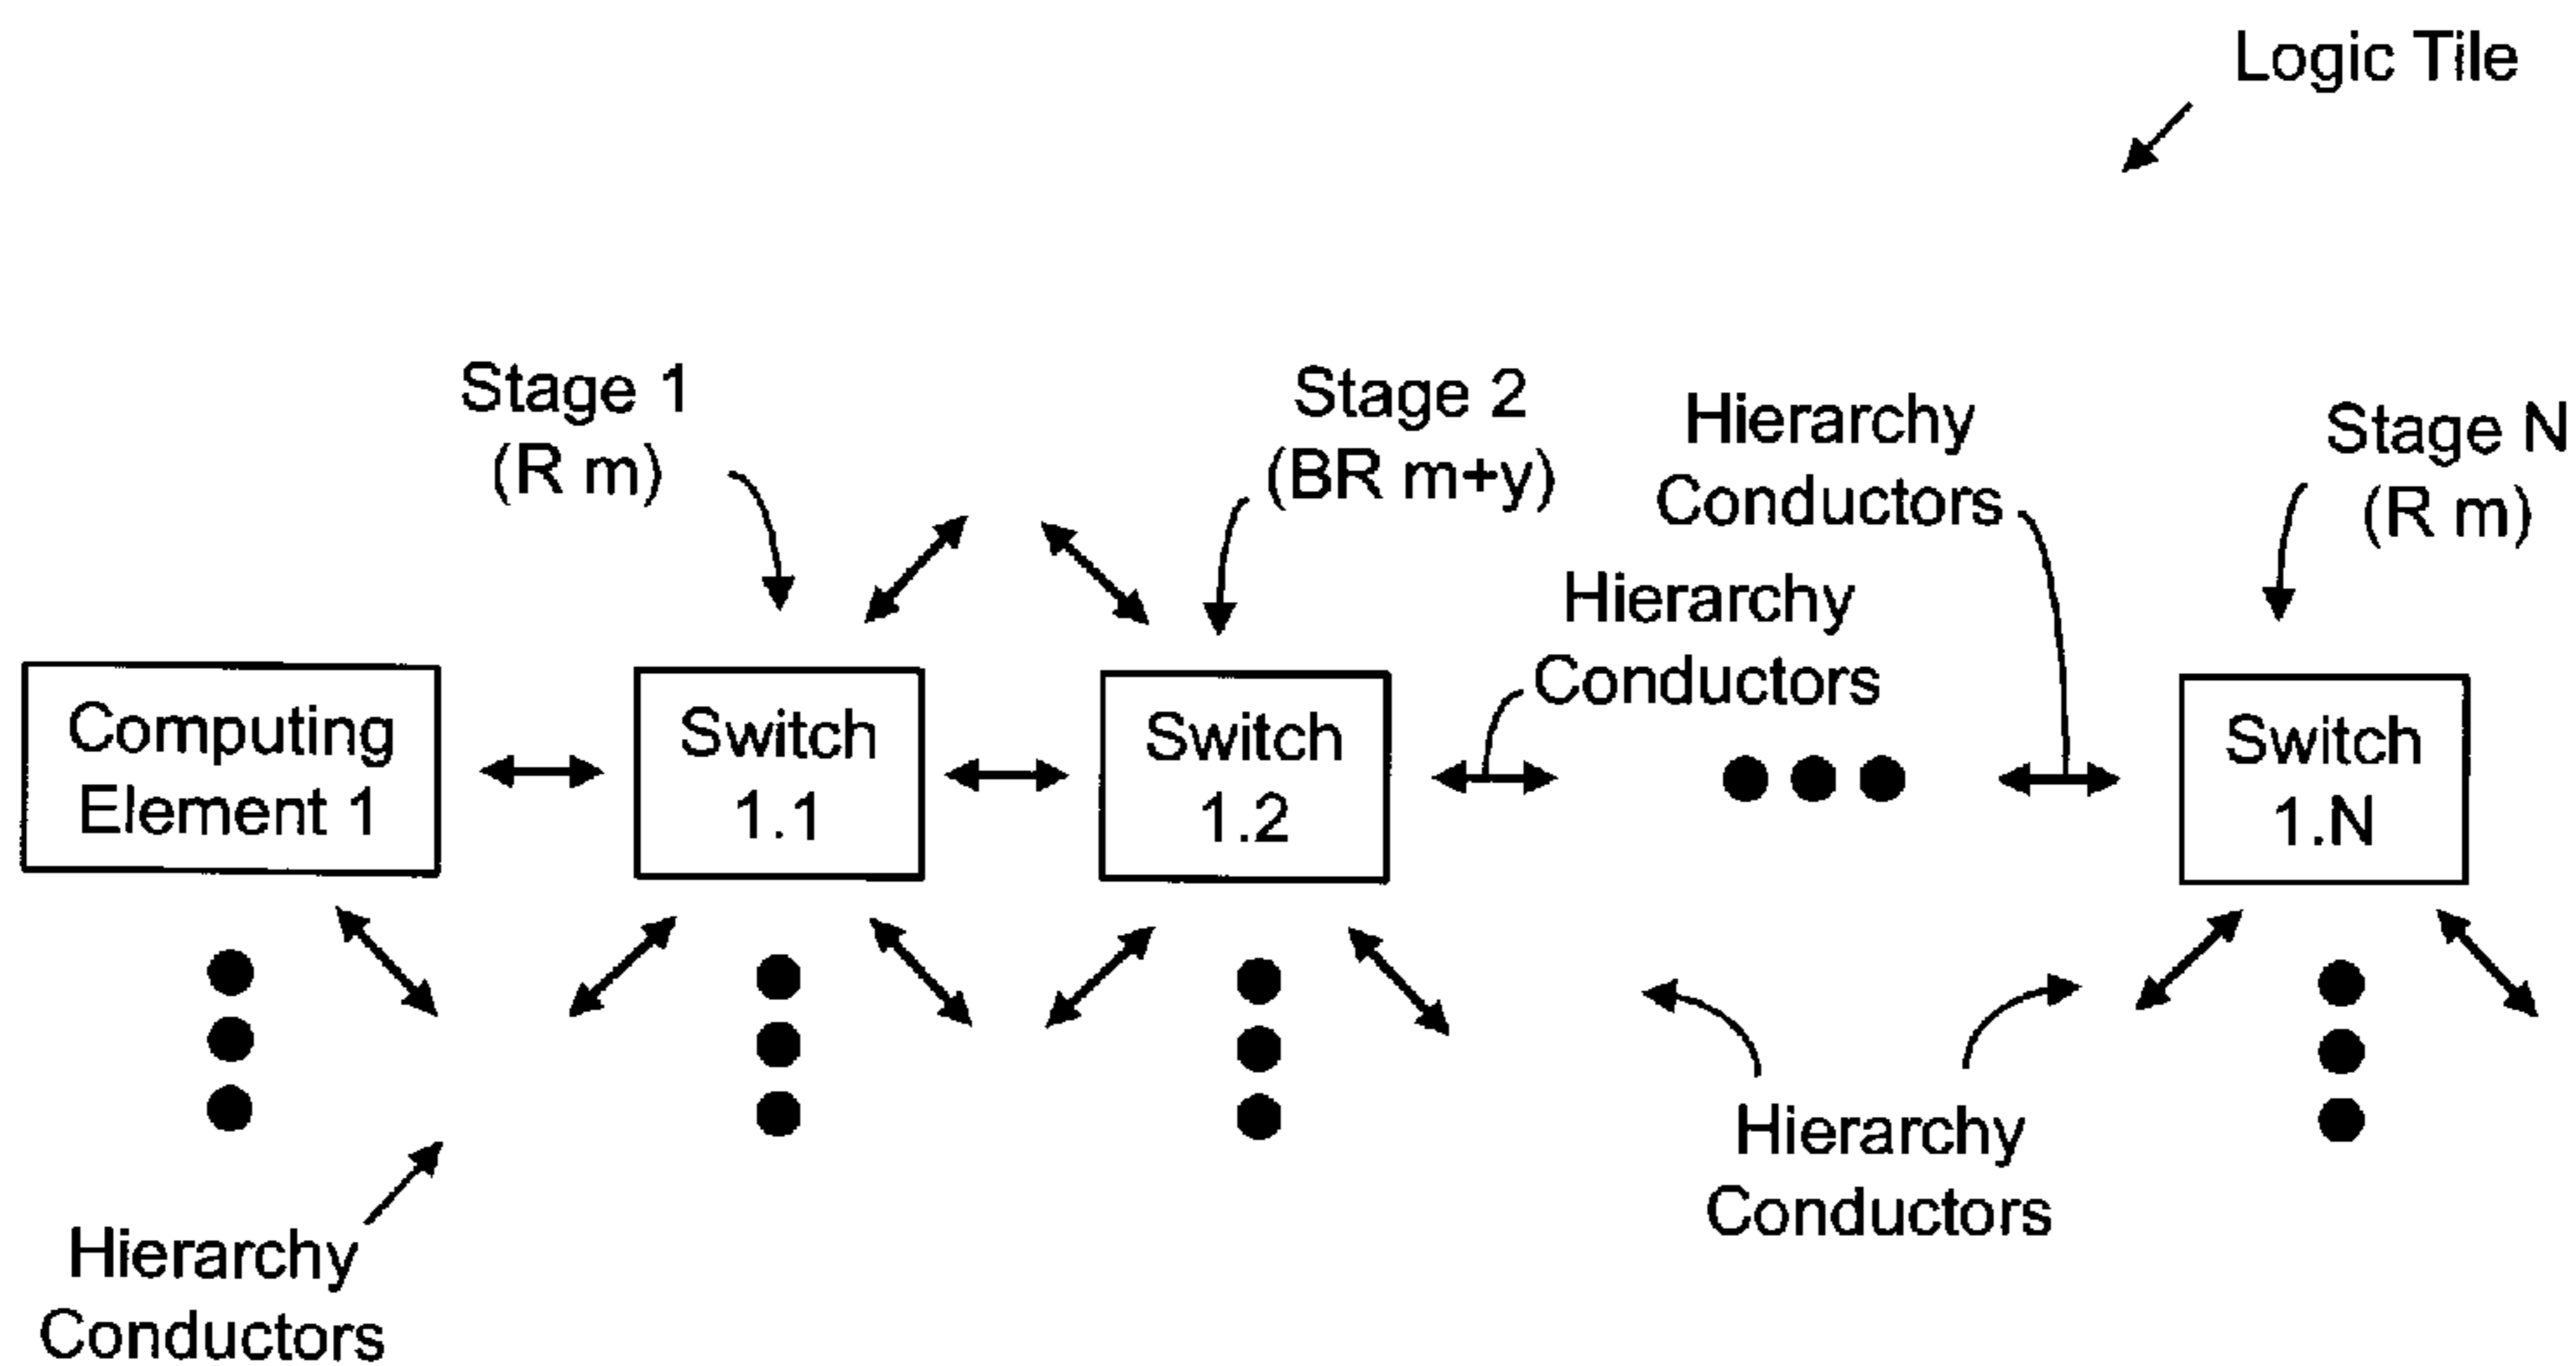 Logic Tile
Stage 1
(R m)
Stage 2
(BR m+y)
Hierarchy
Conductors
Stage N
(R m)
Hierarchy
Conductors
Computing
Element 1
Switch
1.1
Switch
1.2
Switch
1.N
Hierarchy
Conductors
Hierarchy
Conductors